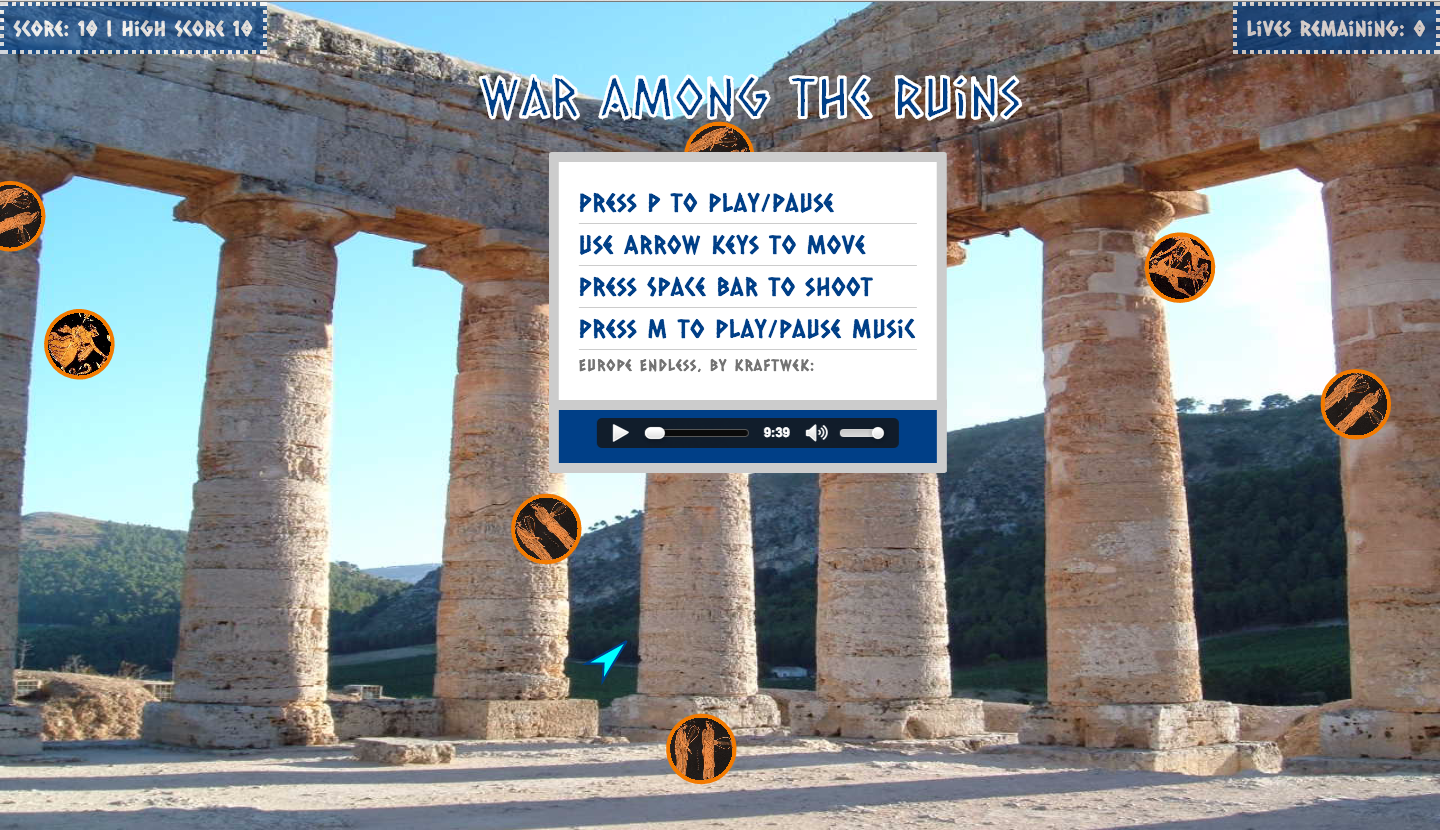 SCORE: 10 | HIGH SCORE 10
LIVES REMAINING: 0
WAR AMONG THE RUINS
PRESS P TO PLAY/PAUSE
USE ARROW KEYS TO MOVE
PRESS SPACE BAR TO SHOOT
PRESS M TO PLAY/PAUSE MUSIC
EUROPE ENDLESS, BY KRAFTWEK:
9:39